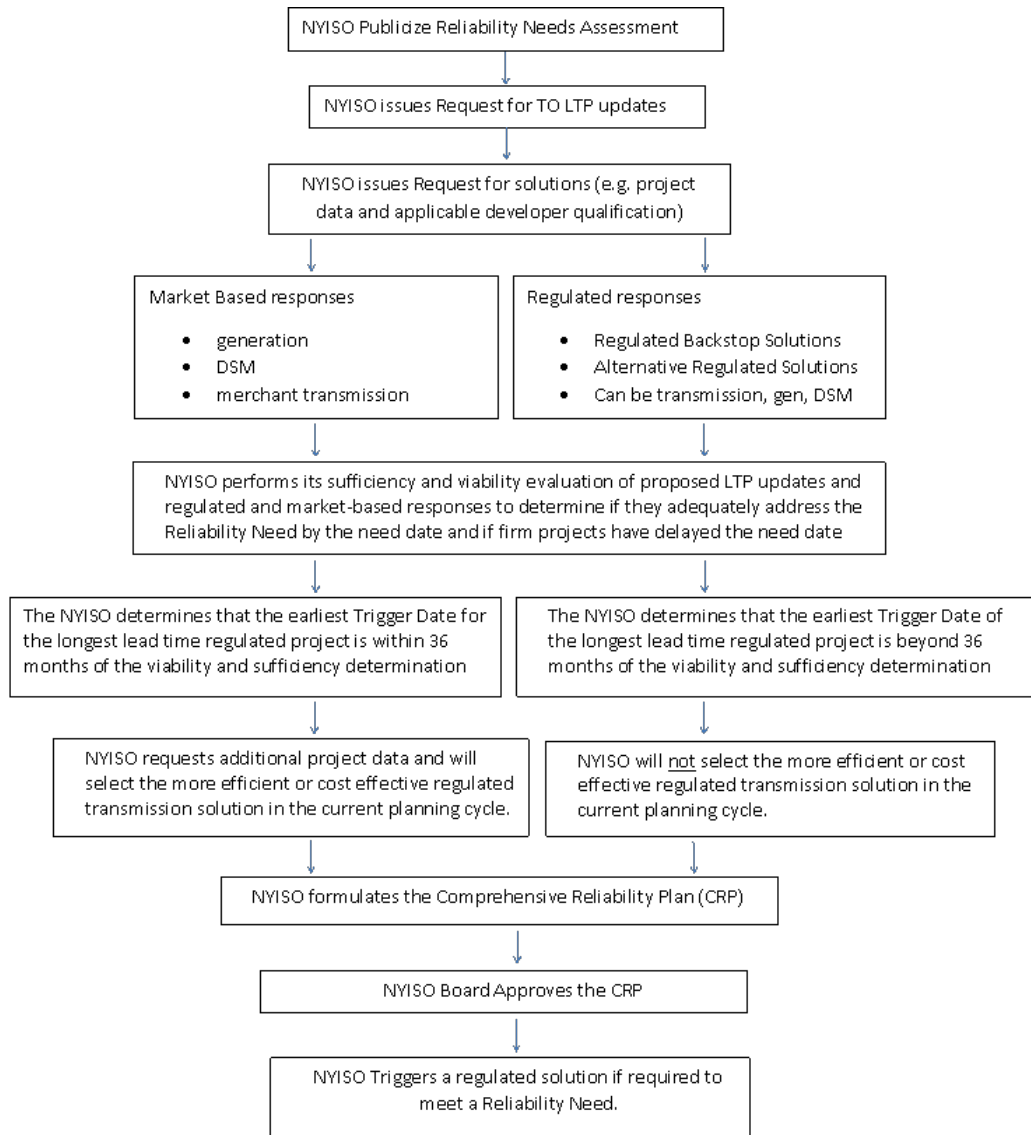 NYISO Publicize Reliability Needs Assessment
NYISO issues Request for TO LTP updates
NYISO issues Request for solutions (e.g. project
data and applicable developer qualification)
Market Based responses
• generation
• DSM
• merchant transmission
Regulated responses
• Regulated Backstop Solutions
• Alternative Regulated Solutions
• Can be transmission, gen, DSM
NYISO performs its sufficiency and viability evaluation of proposed LTP updates and
regulated and market-based responses to determine if they adequately address the
Reliability Need by the need date and if firm projects have delayed the need date
The NYISO determines that the earliest Trigger Date for
the longest lead time regulated project is within 36
months of the viability and sufficiency determination
The NYISO determines that the earliest Trigger Date of
the longest lead time regulated project is beyond 36
months of the viability and sufficiency determination
NYISO requests additional project data and will
select the more efficient or cost effective regulated
transmission solution in the current planning cycle.
NYISO will not select the more efficient or cost
effective regulated transmission solution in the
current planning cycle.
NYISO formulates the Comprehensive Reliability Plan (CRP)
NYISO Board Approves the CRP
NYISO Triggers a regulated solution if required to
meet a Reliability Need.